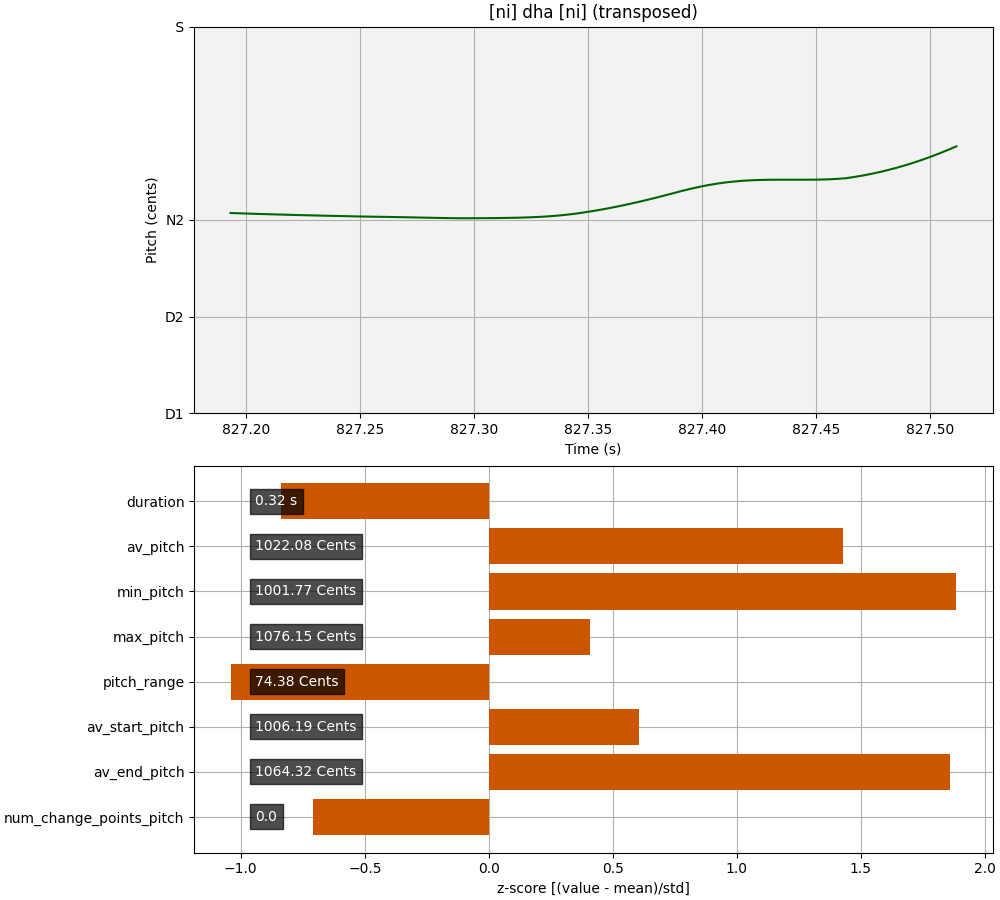 [ni] dha [ni] (transposed)
S
N2
D2
D1
Pitch (cents)
827.20 827.25 827.30 827.35 827.40 827.45 827.50
Time (s)
duration 0.32 s
av_pitch 1022.08 Cents
min_pitch 1001.77 Cents
max_pitch 1076.15 Cents
pitch_range 74.38 Cents
av_start_pitch 1006.19 Cents
av_end_pitch 1064.32 Cents
num_change_points_pitch 0.0
−1.0 −0.5 0.0 0.5 1.0 1.5 2.0
z-score [(value - mean)/std]